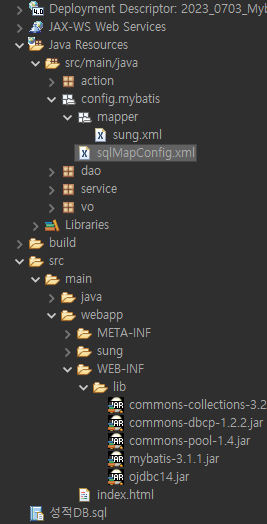 Deployment Descriptor: 2023_0703_Myb
JAX-WS Web Services
Java Resources
src/main/java
action
config.mybatis
mapper
sung.xml
sqlMapConfig.xml
dao
service
vo
Libraries
build
src
main
java
webapp
META-INF
sung
WEB-INF
lib
commons-collections-3.2
commons-dbcp-1.2.2.jar
commons-pool-1.4.jar
mybatis-3.1.1.jar
ojdbc14.jar
index.html
성적DB.sql